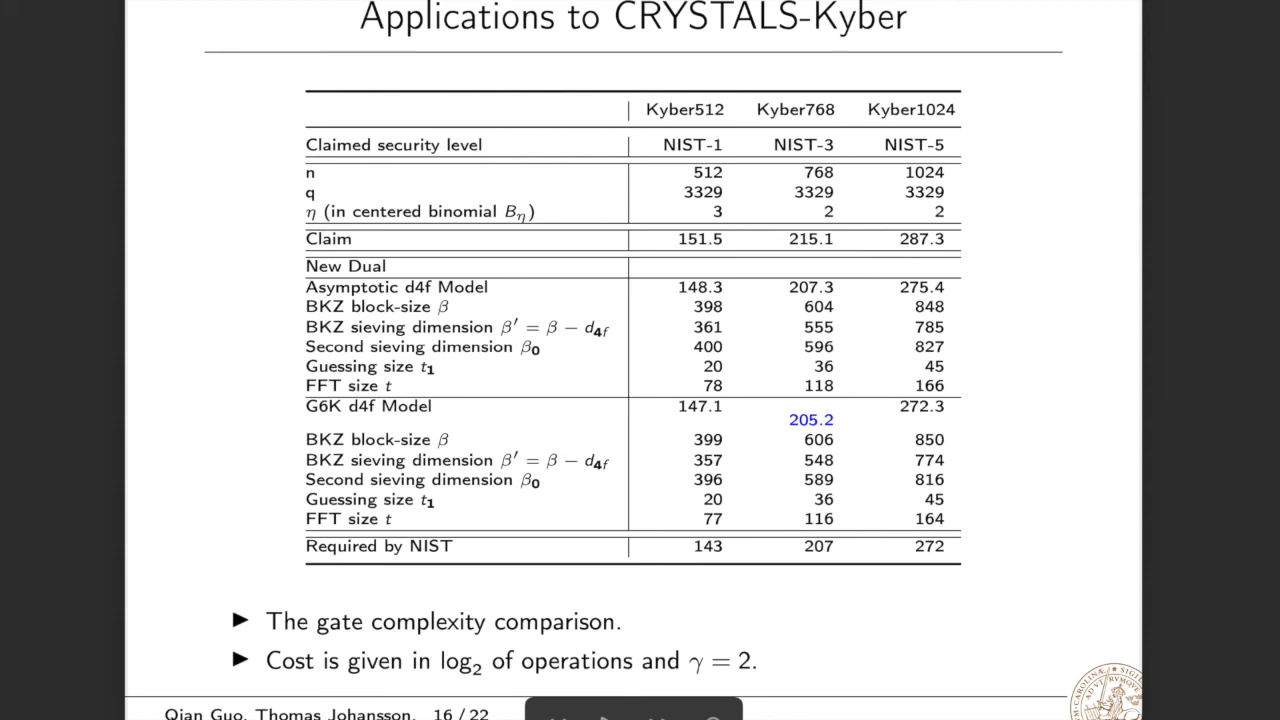 Applications to CRYSTALS-Kyber
Kyber512 Kyber768 Kyber1024
Claimed security level NIST-1 NIST-3 NIST-5
n 512 768 1024
q 3329 3329 3329
η (in centered binomial Bη) 3 2 2
Claim 151.5 215.1 287.3
New Dual
Asymptotic d4f Model 148.3 207.3 275.4
BKZ block-size β 398 604 848
BKZ sieving dimension β′ = β − d4f 361 555 785
Second sieving dimension β0 400 596 827
Guessing size t1 20 36 45
FFT size t 78 118 166
G6K d4f Model 147.1 205.2 272.3
BKZ block-size β 399 606 850
BKZ sieving dimension β′ = β − d4f 357 548 774
Second sieving dimension β0 396 589 816
Guessing size t1 20 36 45
FFT size t 77 116 164
Required by NIST 143 207 272
▶ The gate complexity comparison.
▶ Cost is given in log2 of operations and γ = 2.
Qian Guo, Thomas Johansson, 16 / 22